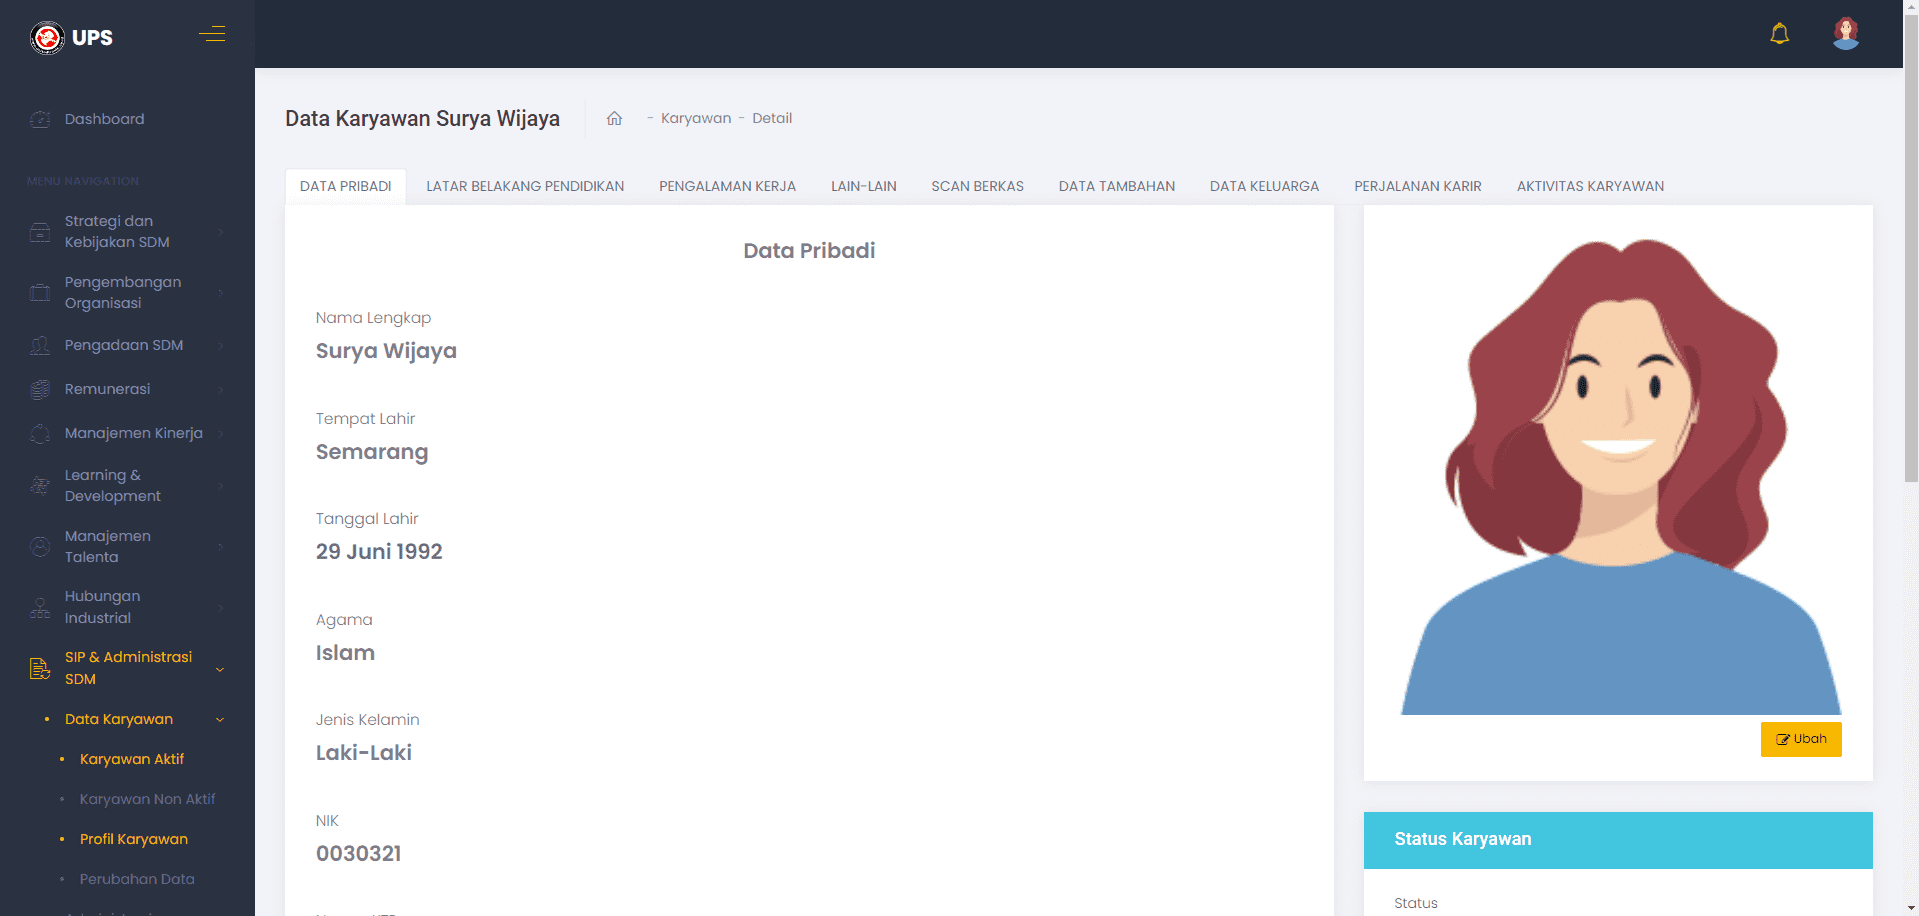 UPS
Dashboard
MENU NAVIGATION
Strategi dan
Kebijakan SDM
Pengembangan
Organisasi
Pengadaan SDM
Remunerasi
Manajemen Kinerja
Learning &
Development
Manajemen
Talenta
Hubungan
Industrial
SIP & Administrasi
SDM
Data Karyawan
Karyawan Aktif
Karyawan Non Aktif
Profil Karyawan
Perubahan Data
Data Karyawan Surya Wijaya
- Karyawan - Detail
DATA PRIBADI LATAR BELAKANG PENDIDIKAN PENGALAMAN KERJA LAIN-LAIN SCAN BERKAS DATA TAMBAHAN DATA KELUARGA PERJALANAN KARIR AKTIVITAS KARYAWAN
Data Pribadi
Nama Lengkap
Surya Wijaya
Tempat Lahir
Semarang
Tanggal Lahir
29 Juni 1992
Agama
Islam
Jenis Kelamin
Laki-Laki
NIK
0030321
Ubah
Status Karyawan
Status